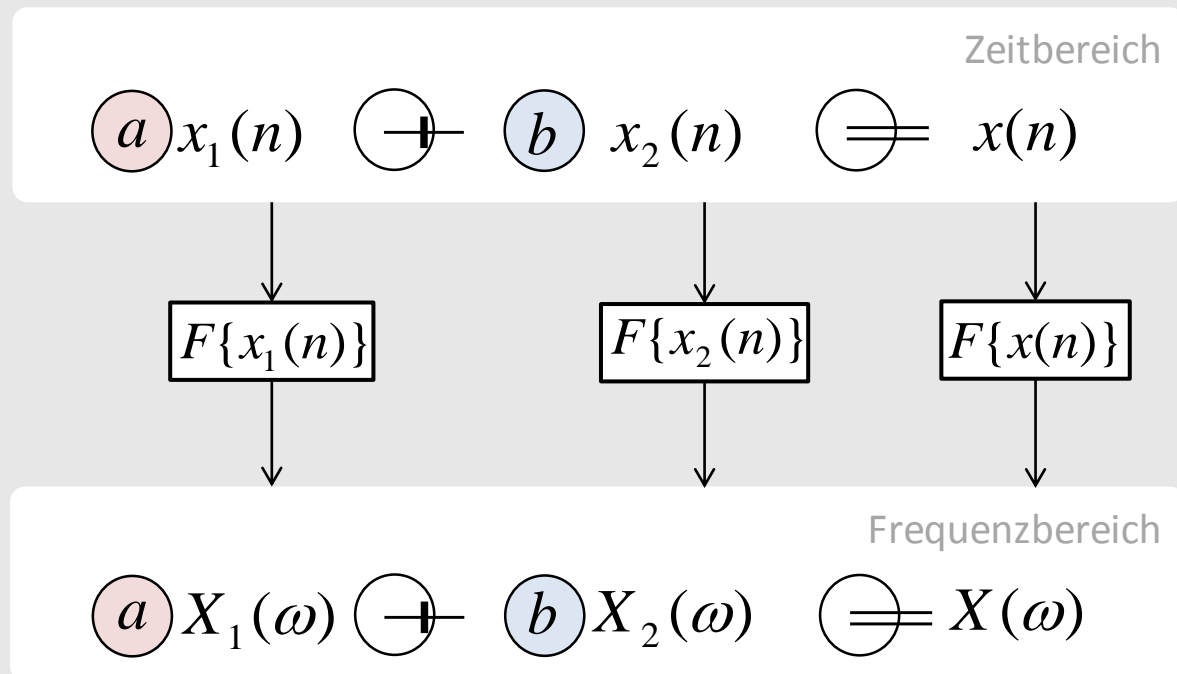 Zeitbereich
a x₁(n) + b x₂(n) = x(n)
F{x₁(n)} F{x₂(n)} F{x(n)}
Frequenzbereich
a X₁(ω) + b X₂(ω) = X(ω)